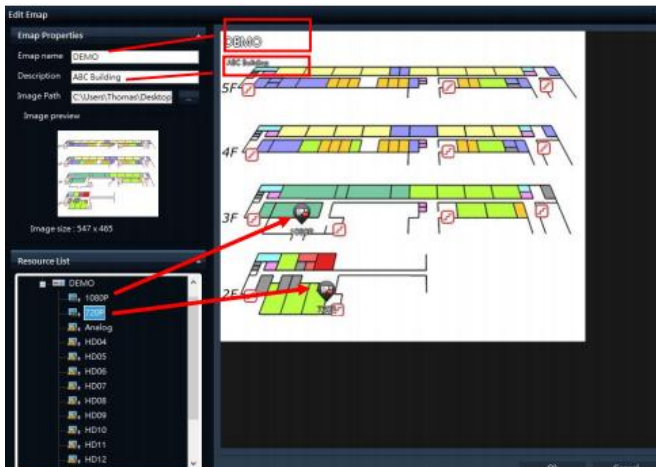 Edit Emap
Emap Properties
Emap name DEMO
Description ABC Building
Image Path C:\Users\Thomas\Desktop ...
Image preview
Image size : 547 x 465
Resource List
DEMO
1080P
720P
Analog
HD04
HD05
HD06
HD07
HD08
HD09
HD10
HD11
HD12
DEMO
ABC Building
5F
4F
3F
1080P
2F